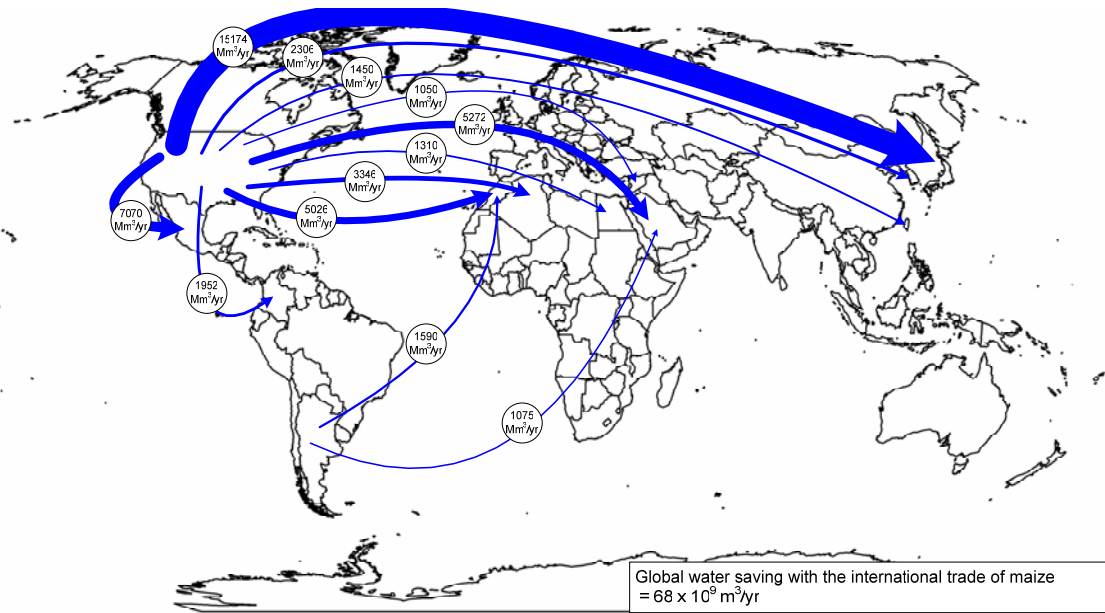 15174
Mm³/yr
2306
Mm³/yr
1450
Mm³/yr
1050
Mm³/yr
5272
Mm³/yr
1310
Mm³/yr
3346
Mm³/yr
7070
Mm³/yr
5026
Mm³/yr
1952
Mm³/yr
1590
Mm³/yr
1075
Mm³/yr
Global water saving with the international trade of maize
= 68 x 10⁹ m³/yr